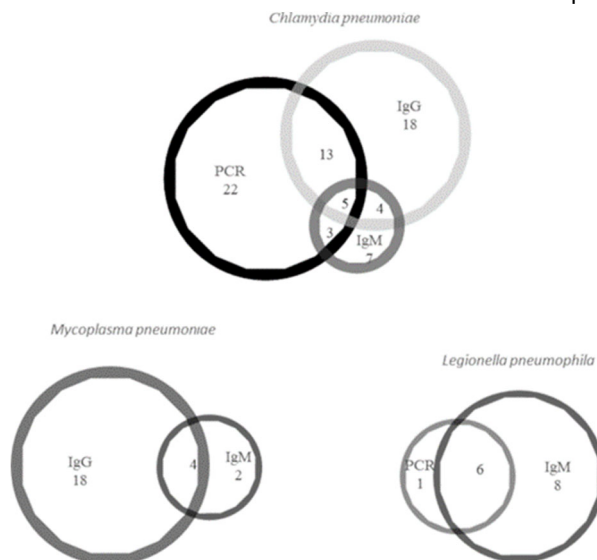 Chlamydia pneumoniae
IgG
18
13
PCR
22
5
4
3
IgM
7
Mycoplasma pneumoniae
Legionella pneumophila
IgG
18
4
IgM
2
PCR
1
6
IgM
8